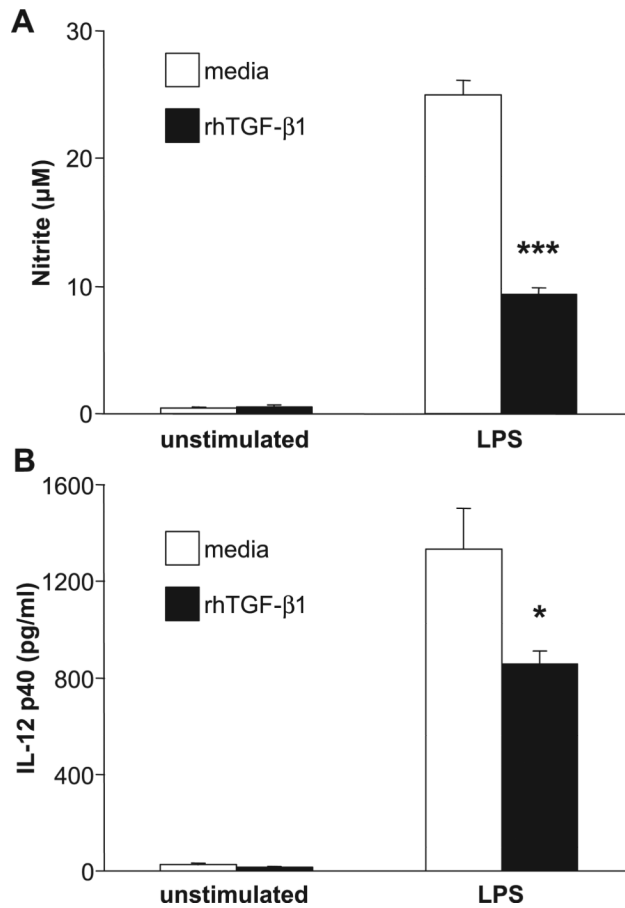 A
30
media
rhTGF-β1
20
Nitrite (µM)
***
10
0
unstimulated
LPS
B
1600
media
1200
rhTGF-β1
IL-12 p40 (pg/ml)
*
800
400
0
unstimulated
LPS